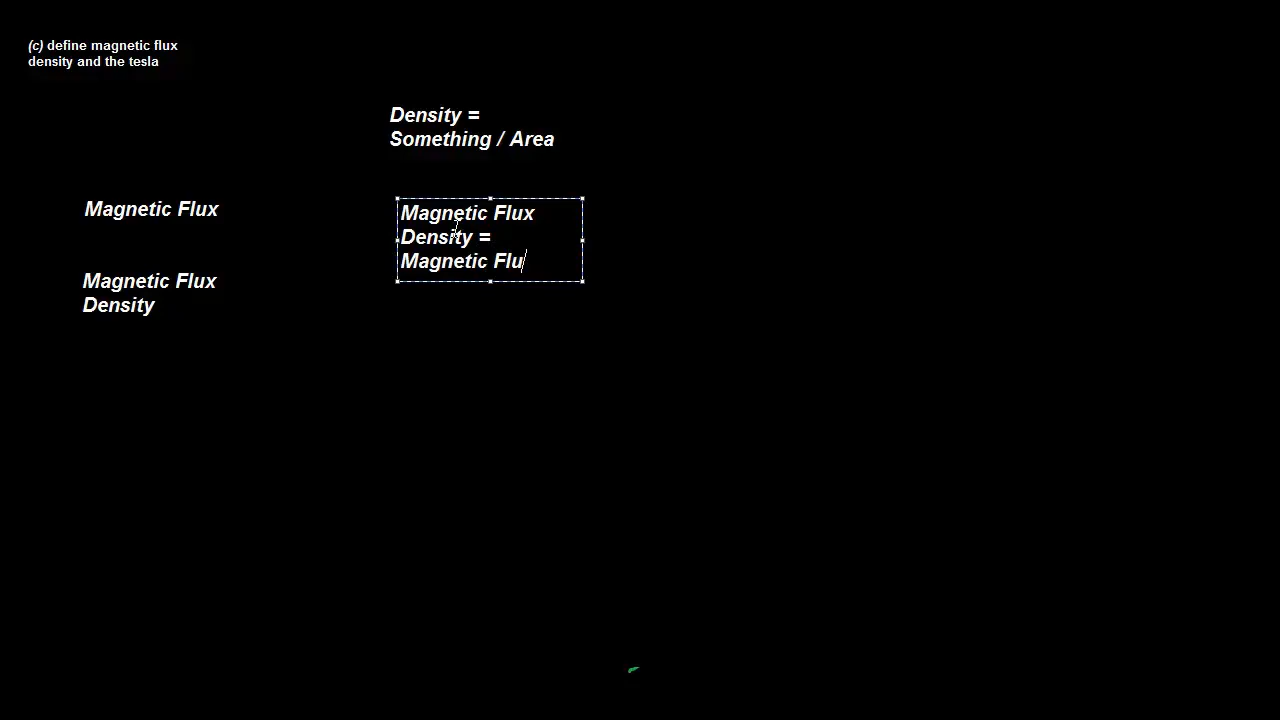 (c) define magnetic flux
density and the tesla
Density =
Something / Area
Magnetic Flux
Magnetic Flux
Density
Magnetic Flux
Density =
Magnetic Flu